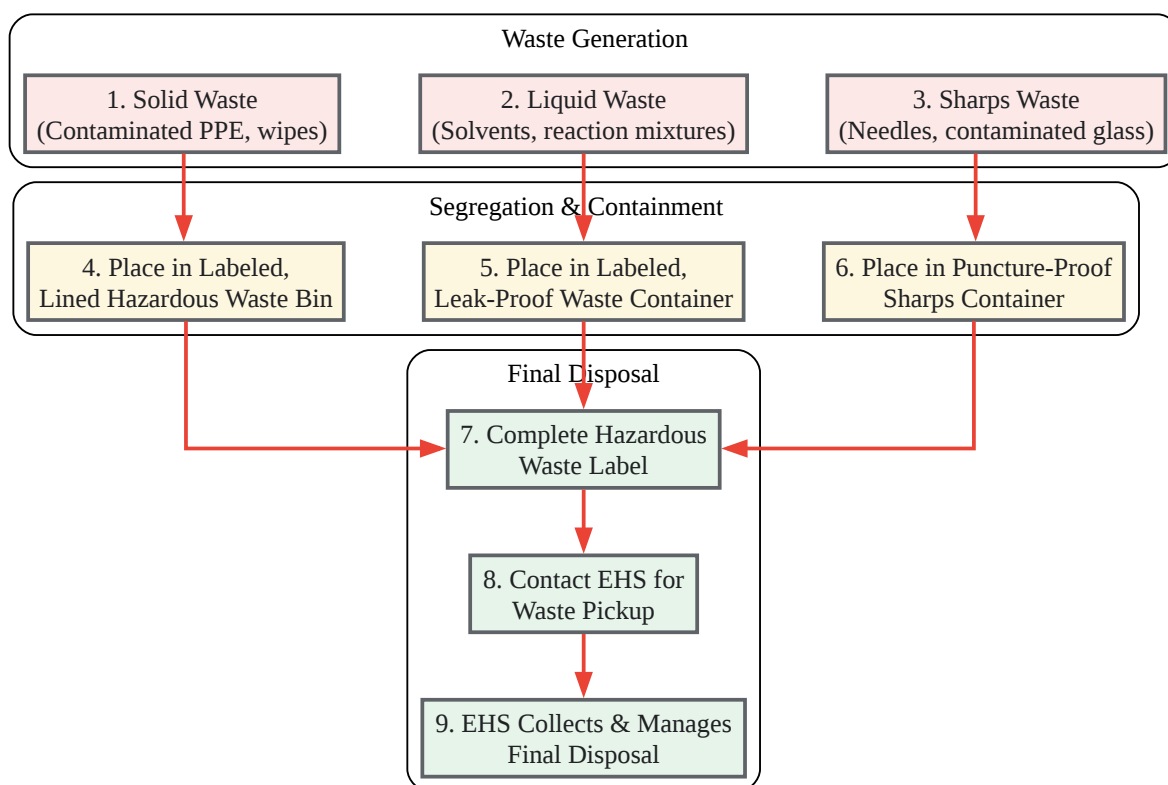 Waste Generation
1. Solid Waste
(Contaminated PPE, wipes)
2. Liquid Waste
(Solvents, reaction mixtures)
3. Sharps Waste
(Needles, contaminated glass)
Segregation & Containment
4. Place in Labeled,
Lined Hazardous Waste Bin
5. Place in Labeled,
Leak-Proof Waste Container
6. Place in Puncture-Proof
Sharps Container
Final Disposal
7. Complete Hazardous
Waste Label
8. Contact EHS for
Waste Pickup
9. EHS Collects & Manages
Final Disposal